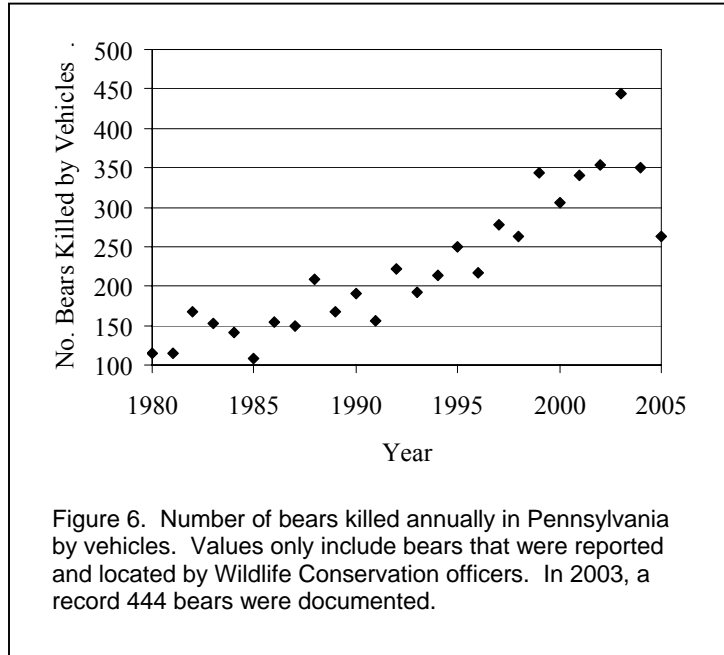 No. Bears Killed by Vehicles .
500
450
400
350
300
250
200
150
100
1980 1985 1990 1995 2000 2005
Year
Figure 6. Number of bears killed annually in Pennsylvania
by vehicles. Values only include bears that were reported
and located by Wildlife Conservation officers. In 2003, a
record 444 bears were documented.